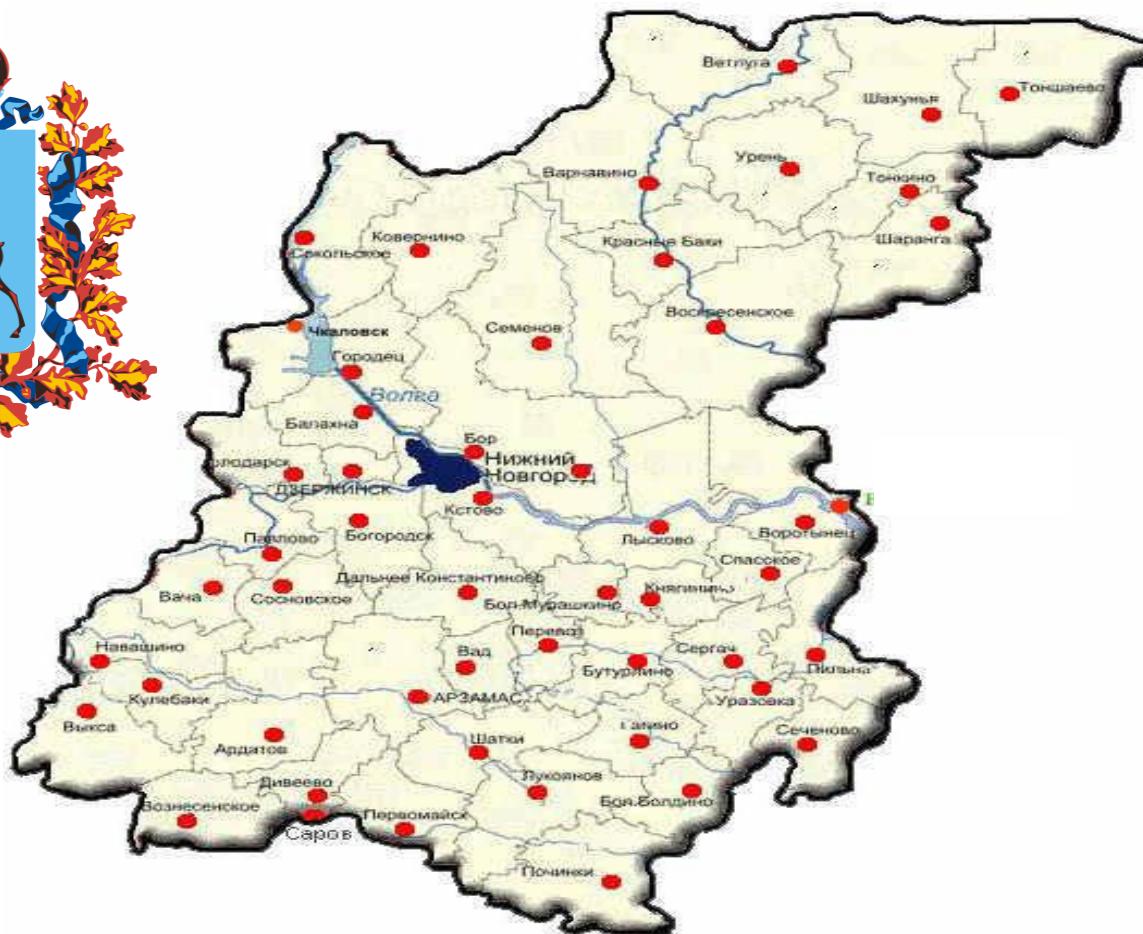 Ветлуга
Тоншаево
Шахунья
Урень
Варнавино
Тонкино
Шаранга
Ковернино
Красные Баки
Сокольское
Воскресенское
Чкаловск
Семенов
Городец
Волга
Балахна
Бор
Нижний
Новгород
ДЗЕРЖИНСК
Кстово
Богородск
Лысково
Воротынец
Павлово
Спасское
Дальнее Константиново
Вача
Сосновское
Бол.Мурашкино
Княгинино
Перевоз
Навашино
Вад
Сергач
Бутурлино
Пильна
Кулебаки
АРЗАМАС
Уразовка
Выкса
Сеченово
Ардатов
Шатки
Дивеево
Лукоянов
Бол.Болдино
Вознесенское
Первомайск
Саров
Починки